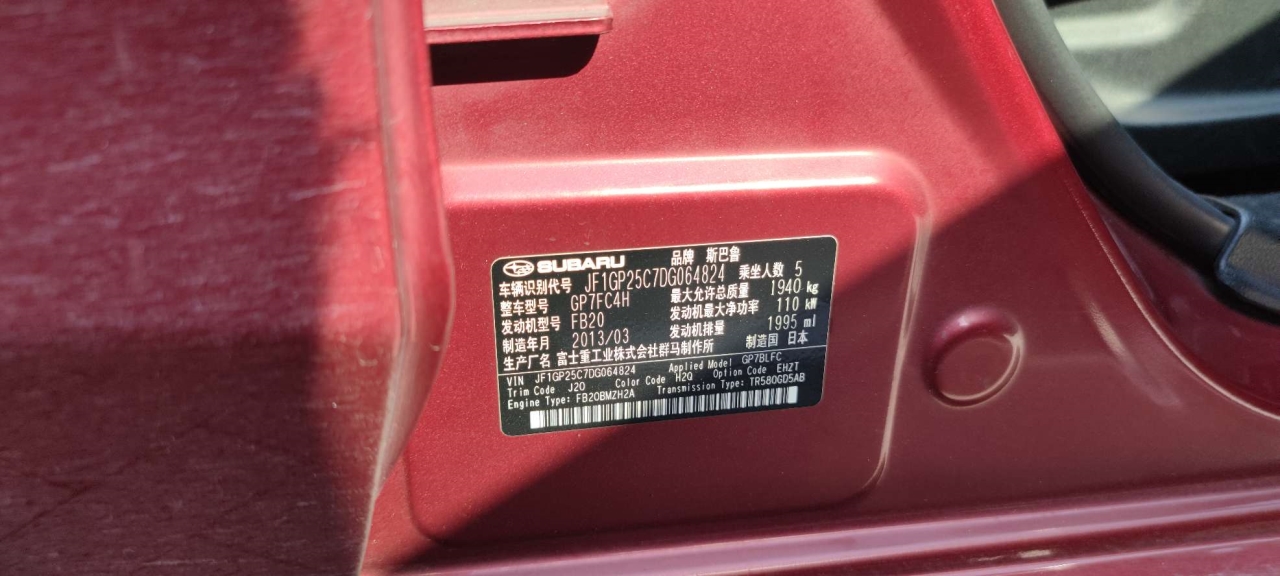 SUBARU 品牌 斯巴鲁
车辆识别代号 JF1GP25C7DG064824 乘坐人数 5
整车型号 GP7FC4H 最大允许总质量 1940 kg
发动机型号 FB20 发动机最大净功率 110 kW
制造年月 2013/03 发动机排量 1995 ml
生产厂名 富士重工业株式会社群马制作所 制造国 日本
VIN JF1GP25C7DG064824 Applied Model GP7BLFC
Trim Code J20 Color Code H2Q Option Code EHZT
Engine Type: FB20BMZH2A Transmission Type: TR580GD5AB